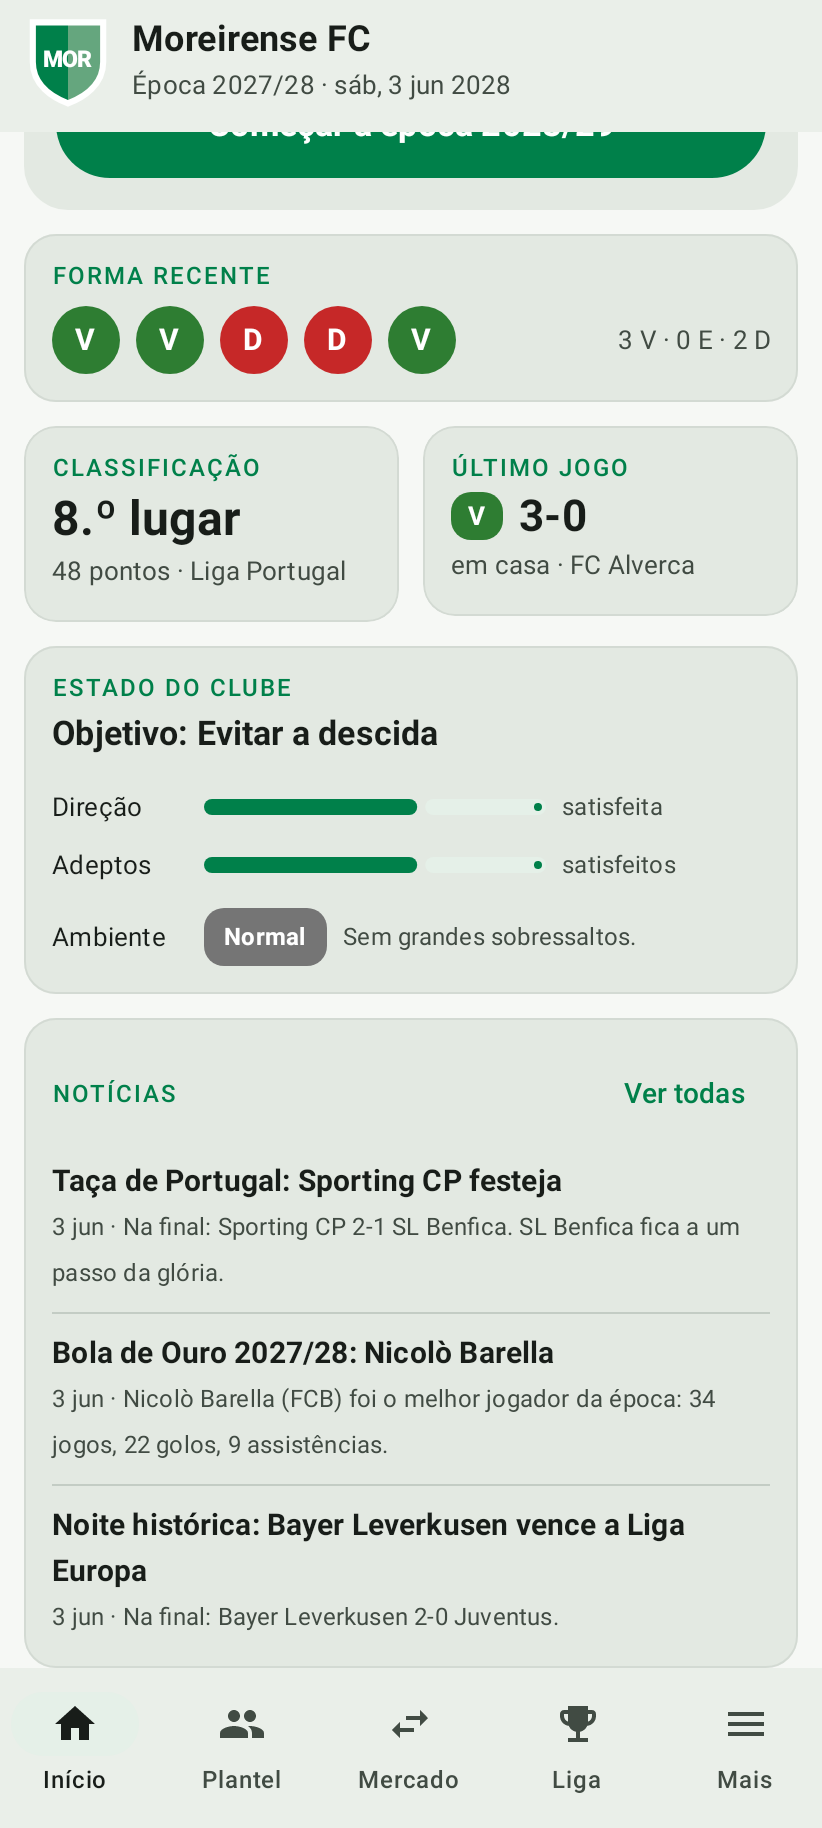 MOR
Moreirense FC
Época 2027/28 · sáb, 3 jun 2028
Começar a época 2028/29
FORMA RECENTE
V V D D V 3 V · 0 E · 2 D
CLASSIFICAÇÃO
8.º lugar
48 pontos · Liga Portugal
ÚLTIMO JOGO
V 3-0
em casa · FC Alverca
ESTADO DO CLUBE
Objetivo: Evitar a descida
Direção satisfeita
Adeptos satisfeitos
Ambiente Normal Sem grandes sobressaltos.
NOTÍCIAS Ver todas
Taça de Portugal: Sporting CP festeja
3 jun · Na final: Sporting CP 2-1 SL Benfica. SL Benfica fica a um
passo da glória.
Bola de Ouro 2027/28: Nicolò Barella
3 jun · Nicolò Barella (FCB) foi o melhor jogador da época: 34
jogos, 22 golos, 9 assistências.
Noite histórica: Bayer Leverkusen vence a Liga
Europa
3 jun · Na final: Bayer Leverkusen 2-0 Juventus.
Início Plantel Mercado Liga Mais